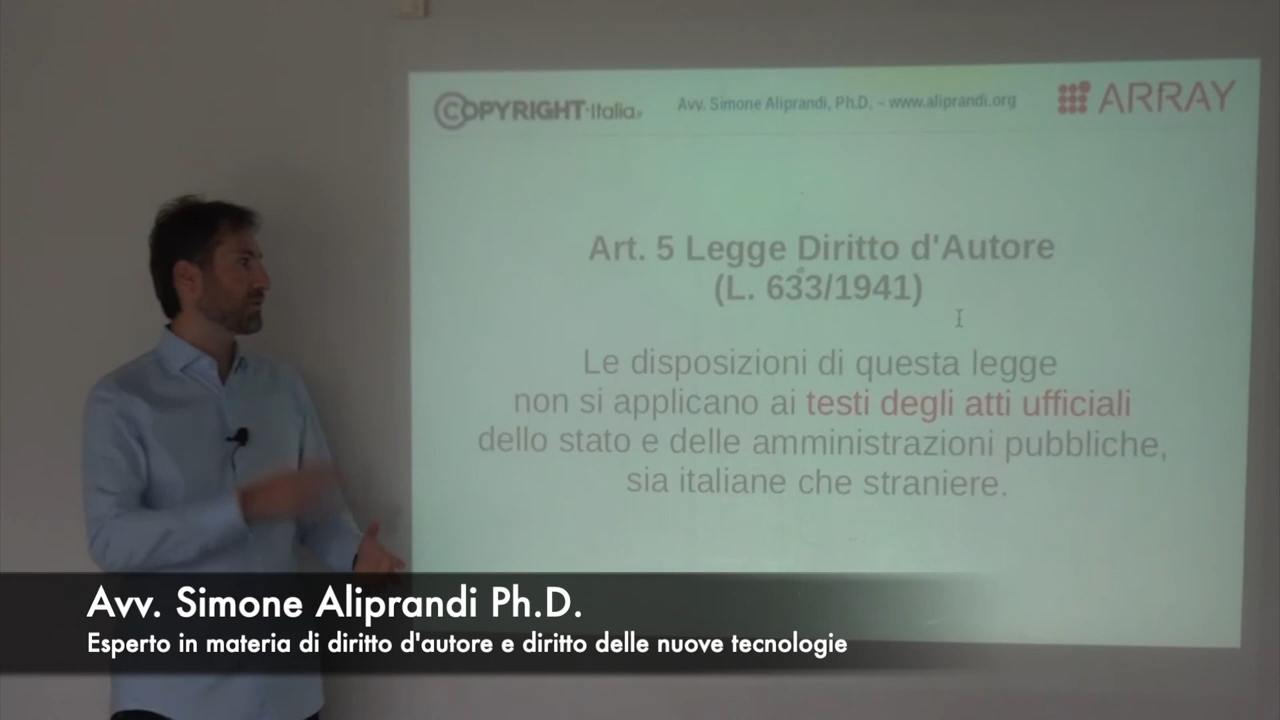 COPYRIGHT-Italia.it
Avv. Simone Aliprandi, Ph.D. – www.aliprandi.org
ARRAY
Art. 5 Legge Diritto d'Autore
(L. 633/1941)
Le disposizioni di questa legge
non si applicano ai testi degli atti ufficiali
dello stato e delle amministrazioni pubbliche,
sia italiane che straniere.
Avv. Simone Aliprandi Ph.D.
Esperto in materia di diritto d'autore e diritto delle nuove tecnologie